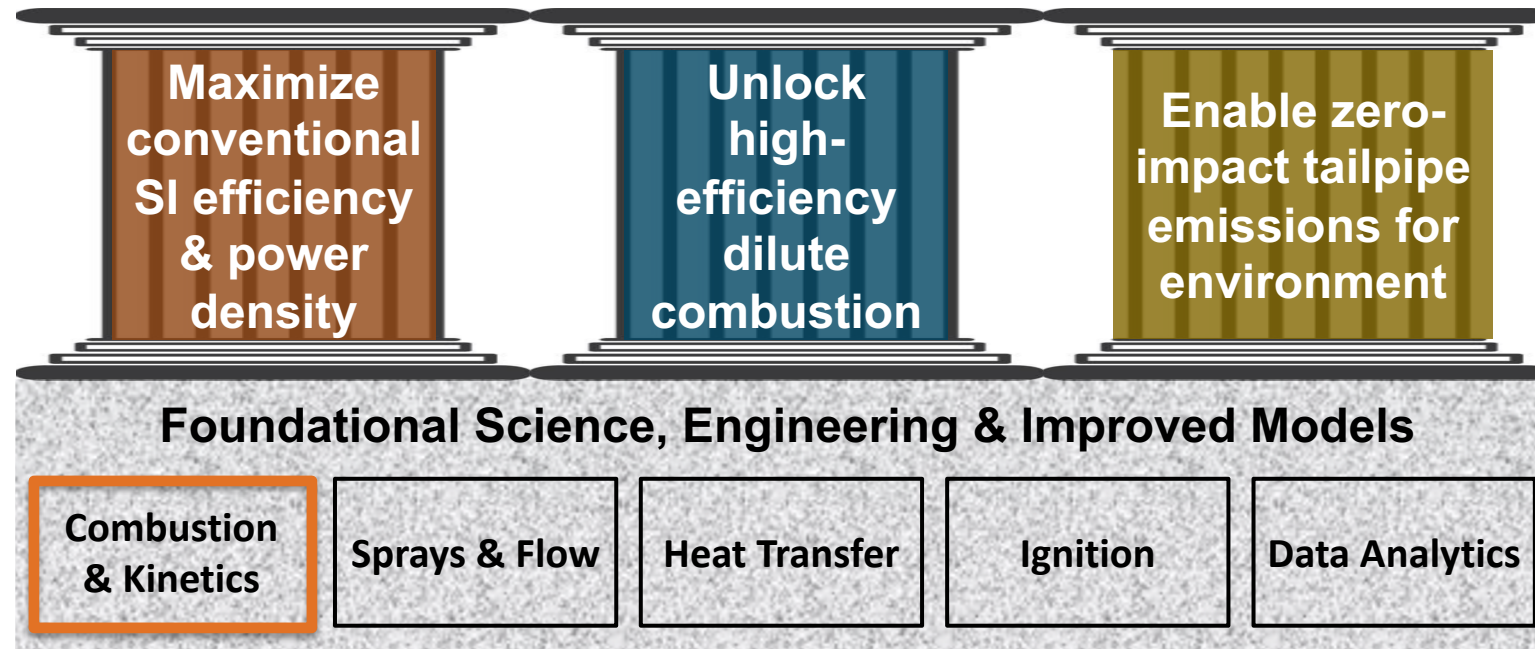 Maximize
conventional
SI efficiency
& power
density
Unlock
high-
efficiency
dilute
combustion
Enable zero-
impact tailpipe
emissions for
environment
Foundational Science, Engineering & Improved Models
Combustion
& Kinetics
Sprays & Flow
Heat Transfer
Ignition
Data Analytics